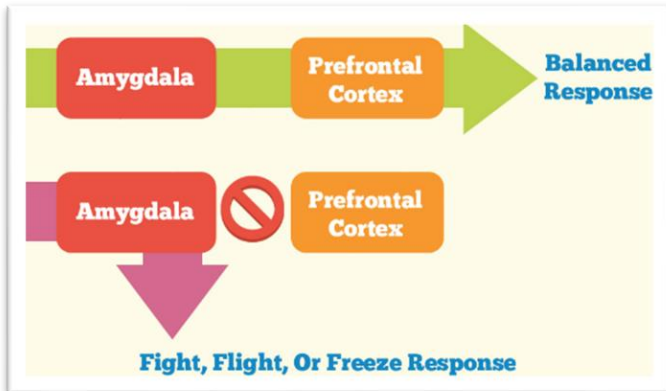 Amygdala
Prefrontal
Cortex
Balanced
Response
Amygdala
Prefrontal
Cortex
Fight, Flight, Or Freeze Response